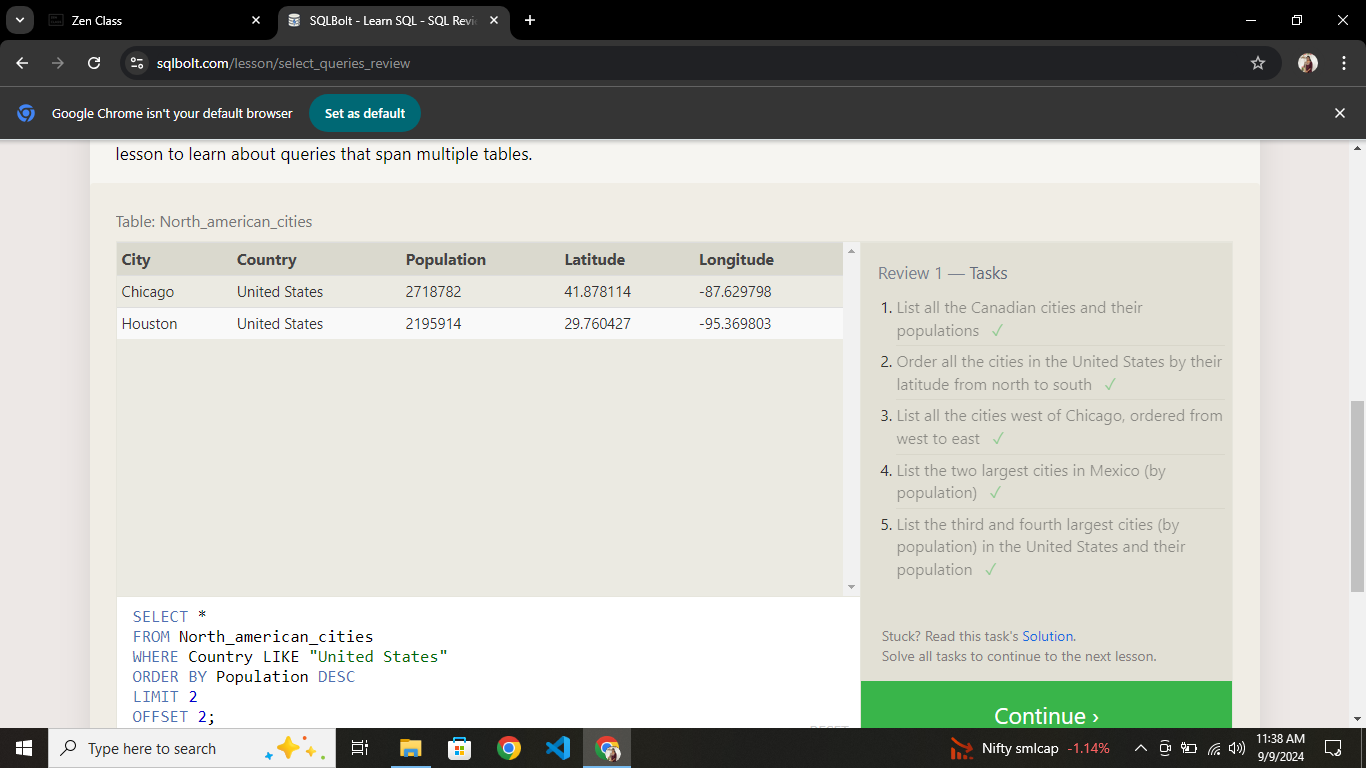 Zen Class
SQLBolt - Learn SQL - SQL Revi
sqlbolt.com/lesson/select_queries_review
Google Chrome isn't your default browser
Set as default
lesson to learn about queries that span multiple tables.
Table: North_american_cities
City Country Population Latitude Longitude
Chicago United States 2718782 41.878114 -87.629798
Houston United States 2195914 29.760427 -95.369803
Review 1 — Tasks
1. List all the Canadian cities and their
populations ✓
2. Order all the cities in the United States by their
latitude from north to south ✓
3. List all the cities west of Chicago, ordered from
west to east ✓
4. List the two largest cities in Mexico (by
population) ✓
5. List the third and fourth largest cities (by
population) in the United States and their
population ✓
Stuck? Read this task's Solution.
Solve all tasks to continue to the next lesson.
Continue ›
SELECT *
FROM North_american_cities
WHERE Country LIKE "United States"
ORDER BY Population DESC
LIMIT 2
OFFSET 2;
RESET
Type here to search
Nifty smlcap -1.14%
11:38 AM
9/9/2024